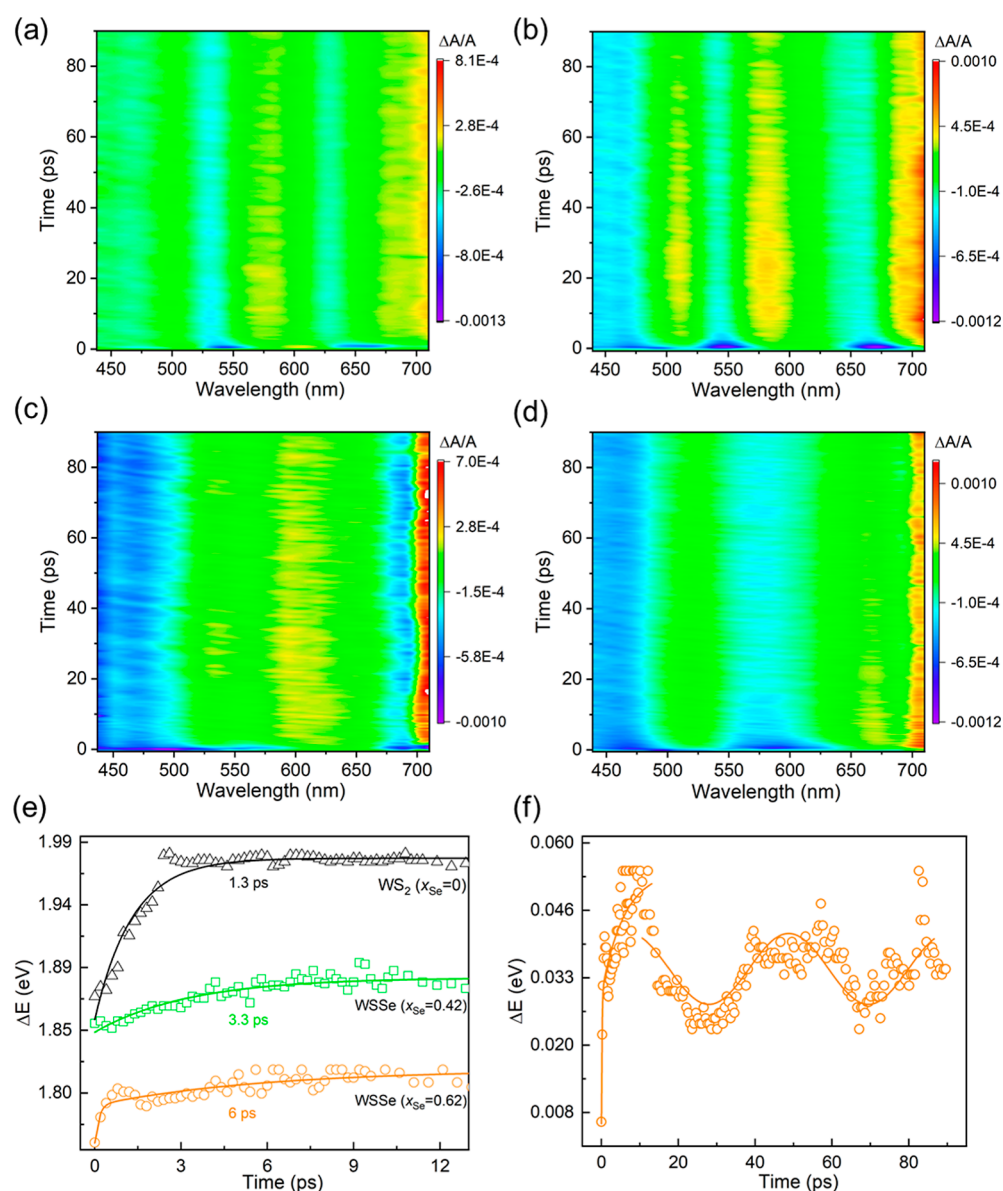 (a)
ΔA/A
8.1E-4
2.8E-4
-2.6E-4
-8.0E-4
-0.0013
80
60
40
20
0
Time (ps)
450 500 550 600 650 700
Wavelength (nm)
(b)
ΔA/A
0.0010
4.5E-4
-1.0E-4
-6.5E-4
-0.0012
80
60
40
20
0
Time (ps)
450 500 550 600 650 700
Wavelength (nm)
(c)
ΔA/A
7.0E-4
2.8E-4
-1.5E-4
-5.8E-4
-0.0010
80
60
40
20
0
Time (ps)
450 500 550 600 650 700
Wavelength (nm)
(d)
ΔA/A
0.0010
4.5E-4
-1.0E-4
-6.5E-4
-0.0012
80
60
40
20
0
Time (ps)
450 500 550 600 650 700
Wavelength (nm)
(e)
1.99
1.94
1.89
1.85
1.80
ΔE (eV)
1.3 ps
WS₂ (xSe=0)
WSSe (xSe=0.42)
3.3 ps
WSSe (xSe=0.62)
6 ps
0 3 6 9 12
Time (ps)
(f)
0.060
0.046
0.033
0.020
0.008
ΔE (eV)
0 20 40 60 80
Time (ps)